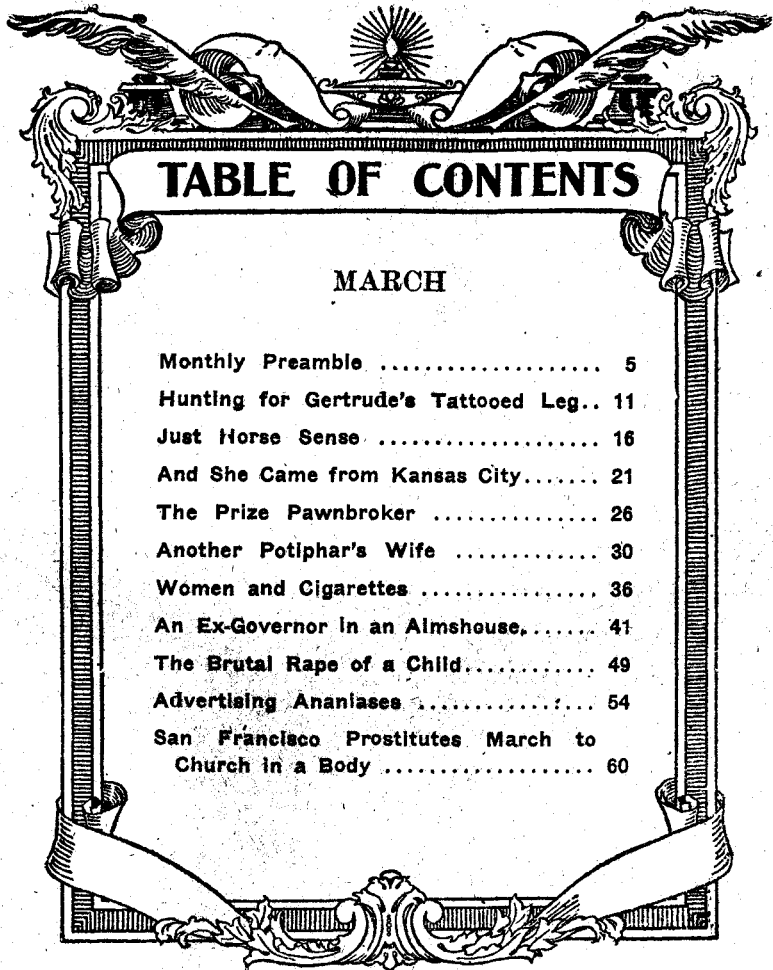 TABLE OF CONTENTS
MARCH
Monthly Preamble .................... 5
Hunting for Gertrude's Tattooed Leg.. 11
Just Horse Sense .................... 16
And She Came from Kansas City....... 21
The Prize Pawnbroker ............... 26
Another Potiphar's Wife ............. 30
Women and Cigarettes ................ 36
An Ex-Governor in an Almshouse....... 41
The Brutal Rape of a Child............ 49
Advertising Ananiases ................ 54
San Francisco Prostitutes March to
Church in a Body ................... 60